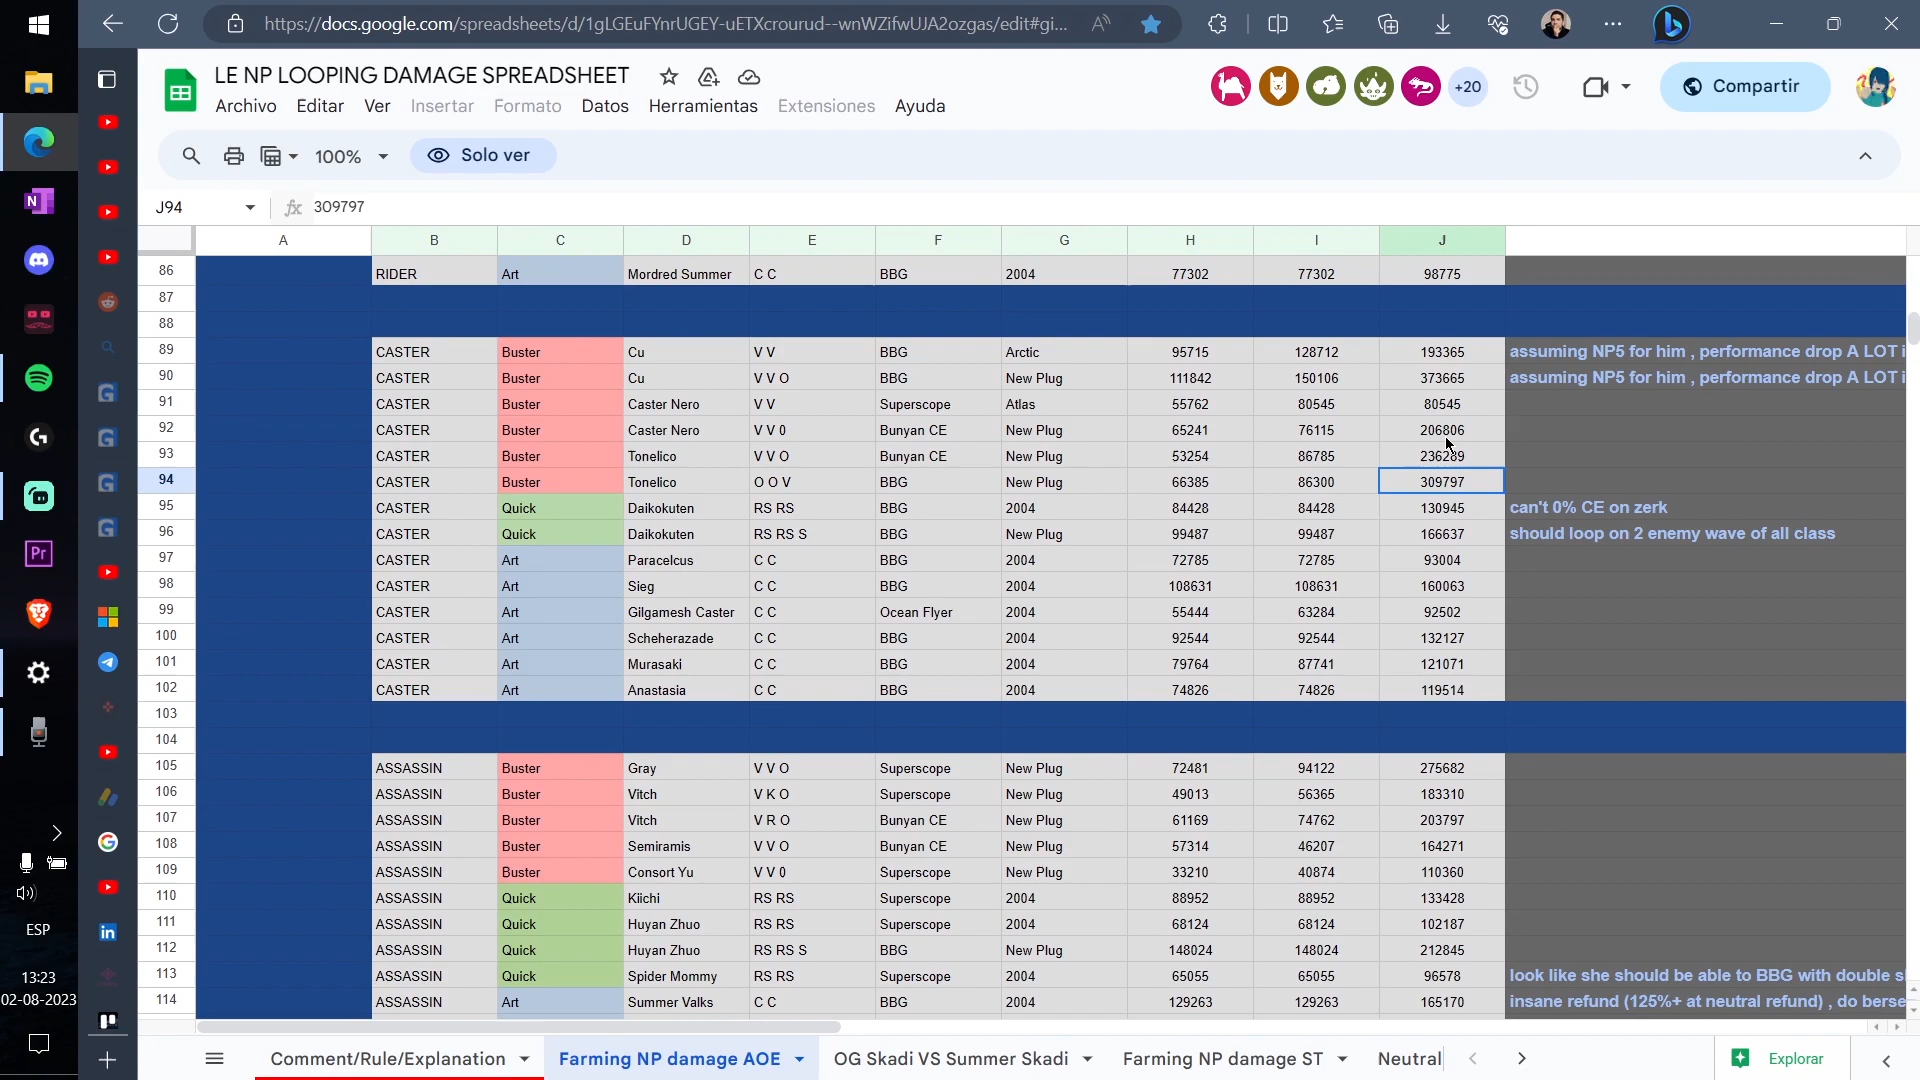 https://docs.google.com/spreadsheets/d/1gLGEuFYnrUGEY-uETXcrourud--wnWZifwUJA2ozgas/edit#gi...
LE NP LOOPING DAMAGE SPREADSHEET
+20
Compartir
Archivo Editar Ver Insertar Formato Datos Herramientas Extensiones Ayuda
100% Solo ver
J94 fx 309797
A B C D E F G H I J
86 RIDER Art Mordred Summer C C BBG 2004 77302 77302 98775
87
88
89 CASTER Buster Cu V V BBG Arctic 95715 128712 193365 assuming NP5 for him , performance drop A LOT i
90 CASTER Buster Cu V V O BBG New Plug 111842 150106 373665 assuming NP5 for him , performance drop A LOT i
91 CASTER Buster Caster Nero V V Superscope Atlas 55762 80545 80545
92 CASTER Buster Caster Nero V V 0 Bunyan CE New Plug 65241 76115 206806
93 CASTER Buster Tonelico V V O Bunyan CE New Plug 53254 86785 236289
94 CASTER Buster Tonelico O O V BBG New Plug 66385 86300 309797
95 CASTER Quick Daikokuten RS RS BBG 2004 84428 84428 130945 can't 0% CE on zerk
96 CASTER Quick Daikokuten RS RS S BBG New Plug 99487 99487 166637 should loop on 2 enemy wave of all class
97 CASTER Art Paracelcus C C BBG 2004 72785 72785 93004
98 CASTER Art Sieg C C BBG 2004 108631 108631 160063
99 CASTER Art Gilgamesh Caster C C Ocean Flyer 2004 55444 63284 92502
100 CASTER Art Scheherazade C C BBG 2004 92544 92544 132127
101 CASTER Art Murasaki C C BBG 2004 79764 87741 121071
102 CASTER Art Anastasia C C BBG 2004 74826 74826 119514
103
104
105 ASSASSIN Buster Gray V V O Superscope New Plug 72481 94122 275682
106 ASSASSIN Buster Vitch V K O Superscope New Plug 49013 56365 183310
107 ASSASSIN Buster Vitch V R O Bunyan CE New Plug 61169 74762 203797
108 ASSASSIN Buster Semiramis V V O Bunyan CE New Plug 57314 46207 164271
109 ASSASSIN Buster Consort Yu V V 0 Superscope New Plug 33210 40874 110360
110 ASSASSIN Quick Kiichi RS RS Superscope 2004 88952 88952 133428
111 ASSASSIN Quick Huyan Zhuo RS RS Superscope 2004 68124 68124 102187
112 ASSASSIN Quick Huyan Zhuo RS RS S BBG New Plug 148024 148024 212845
113 ASSASSIN Quick Spider Mommy RS RS Superscope 2004 65055 65055 96578 look like she should be able to BBG with double s
114 ASSASSIN Art Summer Valks C C BBG 2004 129263 129263 165170 insane refund (125%+ at neutral refund) , do berse
Comment/Rule/Explanation Farming NP damage AOE OG Skadi VS Summer Skadi Farming NP damage ST Neutral
Explorar
Pr
ESP
13:23
02-08-2023